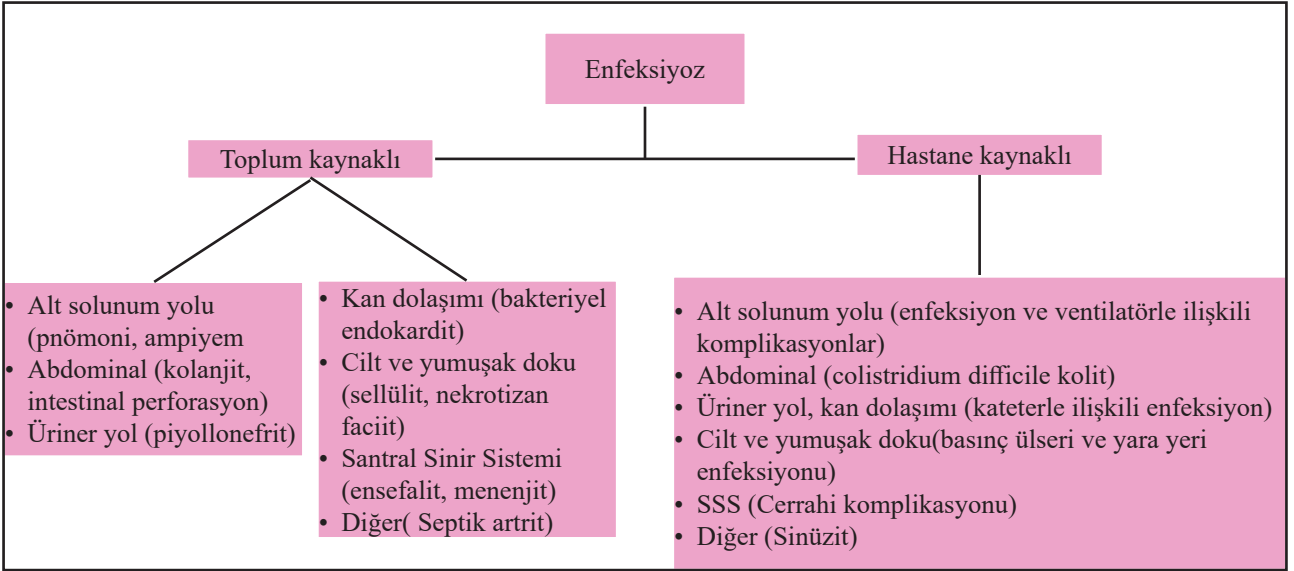 Enfeksiyoz
Toplum kaynaklı
Hastane kaynaklı
• Alt solunum yolu
(pnömoni, ampiyem
• Abdominal (kolanjit,
intestinal perforasyon)
• Üriner yol (piyollonefrit)
• Kan dolaşımı (bakteriyel
endokardit)
• Cilt ve yumuşak doku
(sellülit, nekrotizan
faciit)
• Santral Sinir Sistemi
(ensefalit, menenjit)
• Diğer( Septik artrit)
• Alt solunum yolu (enfeksiyon ve ventilatörle ilişkili
komplikasyonlar)
• Abdominal (colistridium difficile kolit)
• Üriner yol, kan dolaşımı (kateterle ilişkili enfeksiyon)
• Cilt ve yumuşak doku(basınç ülseri ve yara yeri
enfeksiyonu)
• SSS (Cerrahi komplikasyonu)
• Diğer (Sinüzit)